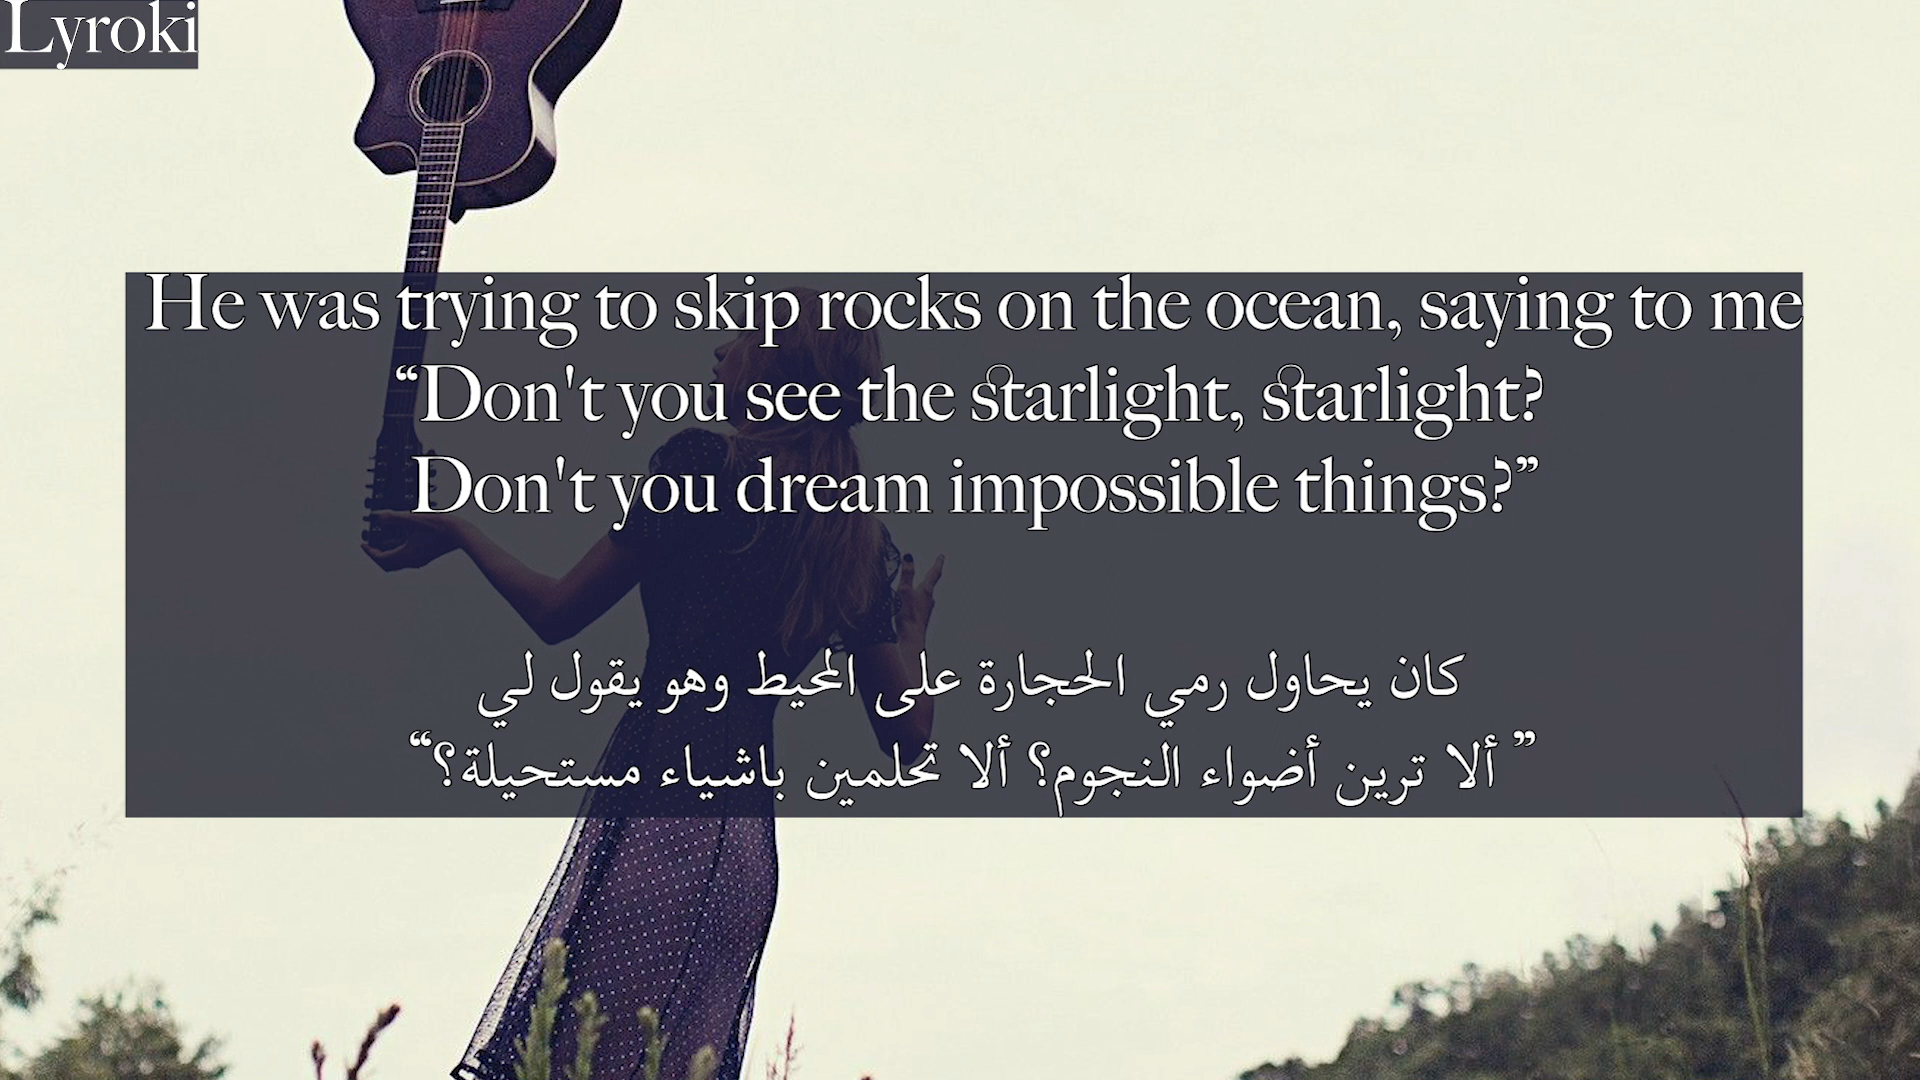 Lyroki
He was trying to skip rocks on the ocean, saying to me
“Don't you see the starlight, starlight?
Don't you dream impossible things?”
كان يحاول رمي الحجارة على المحيط وهو يقول لي
” ألا ترين أضواء النجوم؟ ألا تحلمين باشياء مستحيلة؟“